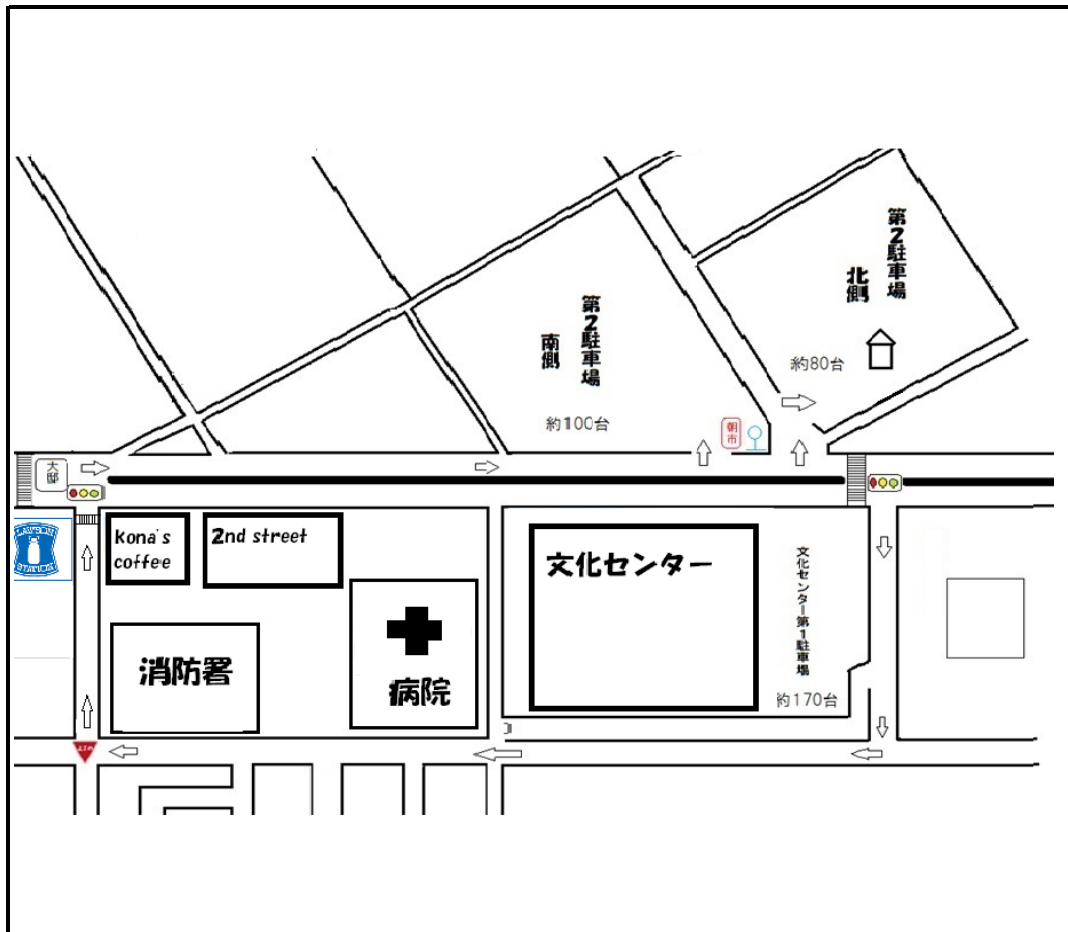 第2駐車場
北側
第2駐車場
南側
約80台
約100台
朝市
大邸
LAWSON
STATION
Kona's
coffee
2nd street
文化センター
文化センター第1駐車場
消防署
病院
約170台